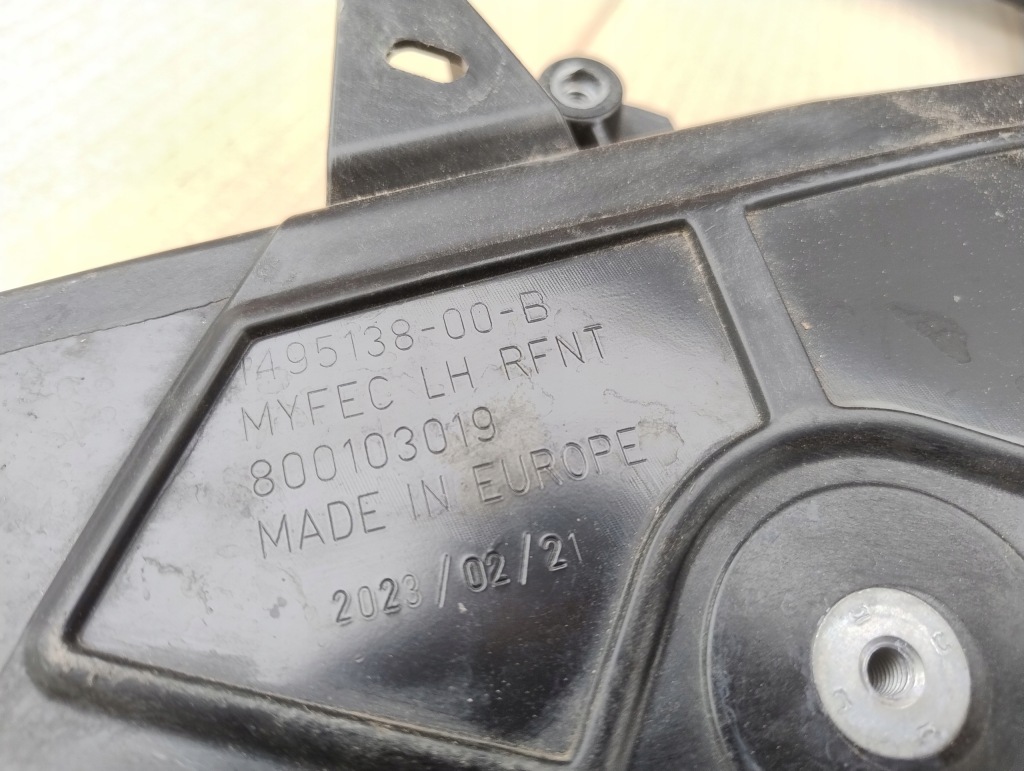 1495138-00-B
MYFEC LH RFNT
800103019
MADE IN EUROPE
2023/02/21